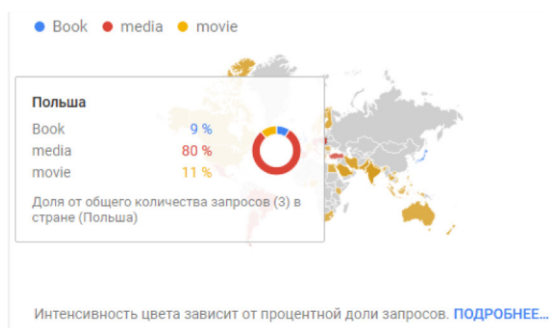 Book media movie
Польша
Book 9 %
media 80 %
movie 11 %
Доля от общего количества запросов (3) в
стране (Польша)
Интенсивность цвета зависит от процентной доли запросов. ПОДРОБНЕЕ...